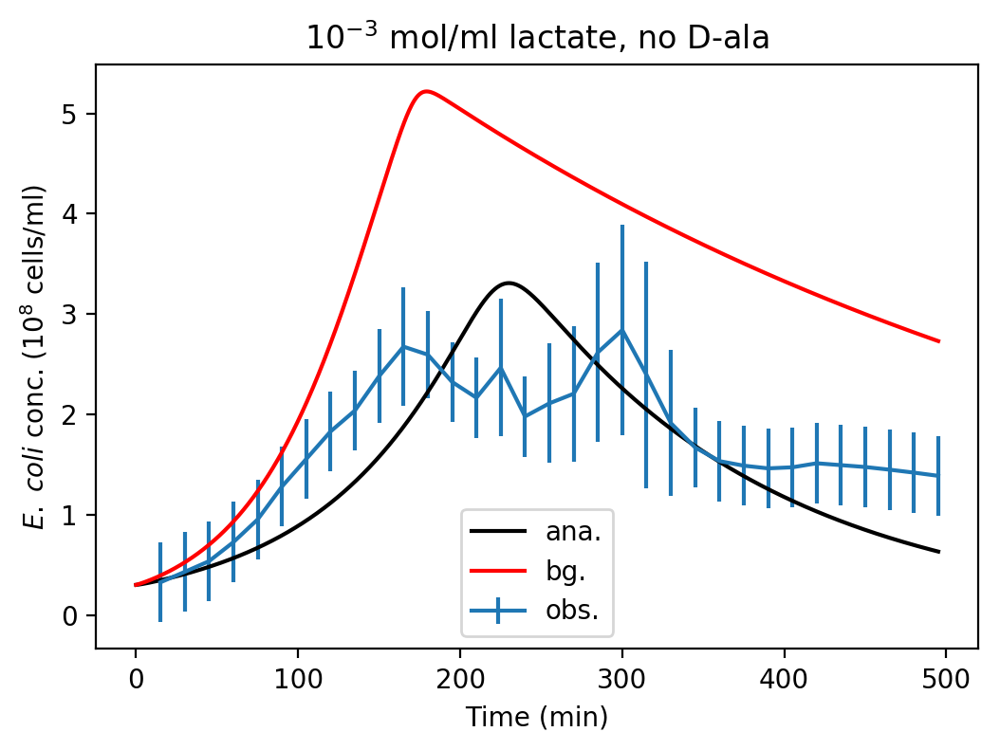 10⁻³ mol/ml lactate, no D-ala
E. coli conc. (10⁸ cells/ml)
5
4
3
2
1
0
ana.
bg.
obs.
0 100 200 300 400 500
Time (min)